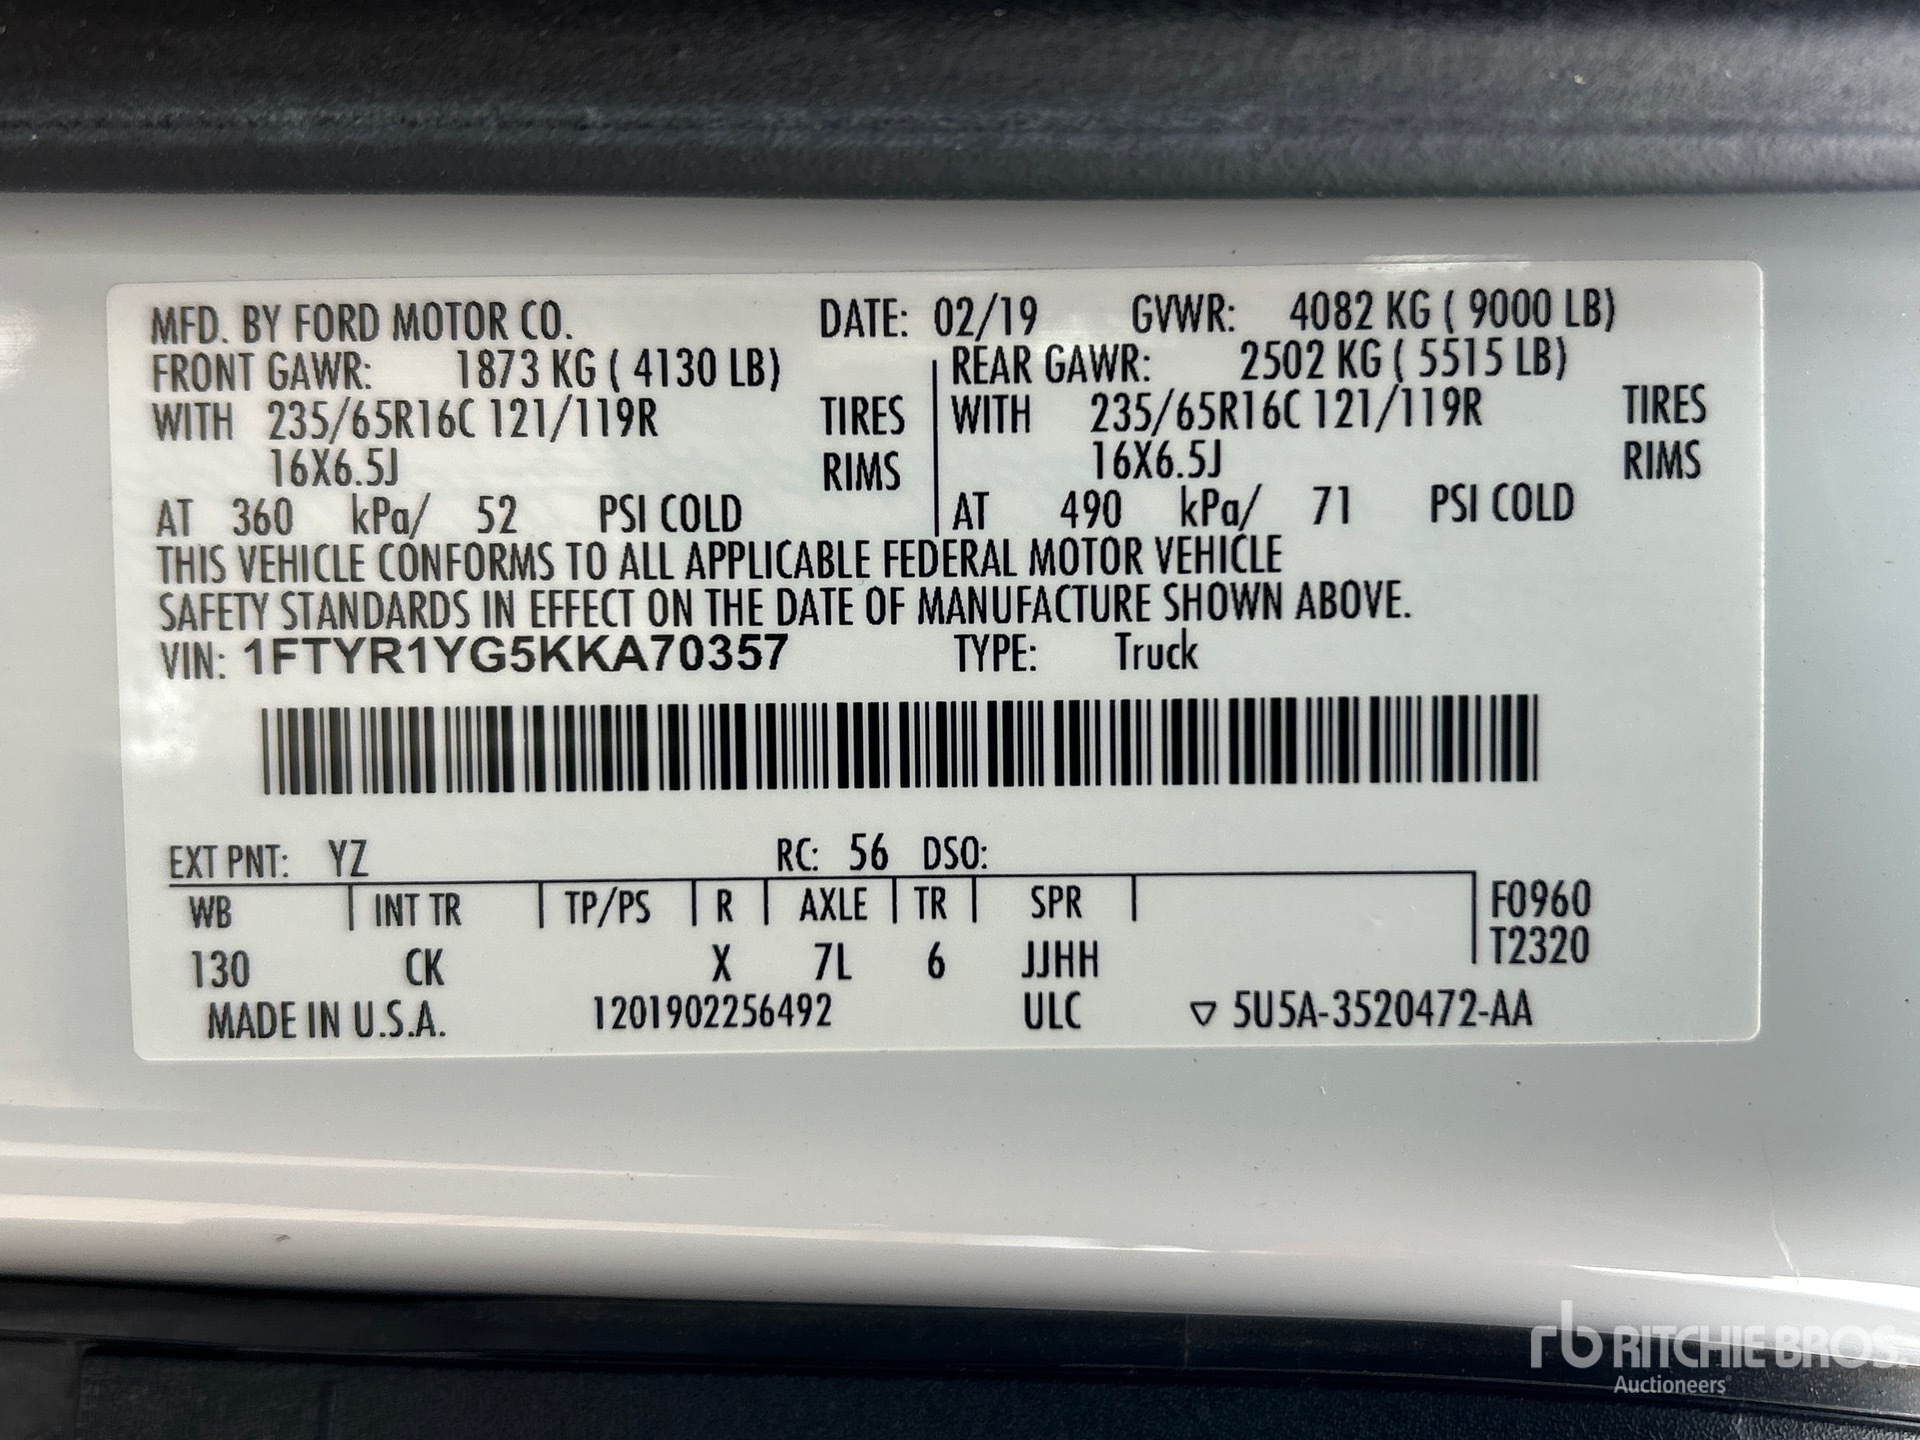 MFD. BY FORD MOTOR CO. DATE: 02/19 GVWR: 4082 KG ( 9000 LB)
FRONT GAWR: 1873 KG ( 4130 LB) REAR GAWR: 2502 KG ( 5515 LB)
WITH 235/65R16C 121/119R TIRES WITH 235/65R16C 121/119R TIRES
16X6.5J RIMS 16X6.5J RIMS
AT 360 kPa/ 52 PSI COLD AT 490 kPa/ 71 PSI COLD
THIS VEHICLE CONFORMS TO ALL APPLICABLE FEDERAL MOTOR VEHICLE
SAFETY STANDARDS IN EFFECT ON THE DATE OF MANUFACTURE SHOWN ABOVE.
VIN: 1FTYR1YG5KKA70357 TYPE: Truck
EXT PNT: YZ RC: 56 DSO:
WB INT TR TP/PS R AXLE TR SPR F0960
130 CK X 7L 6 JJHH T2320
MADE IN U.S.A. 1201902256492 ULC ▽ 5U5A-3520472-AA
rb RITCHIE BROS.
Auctioneers